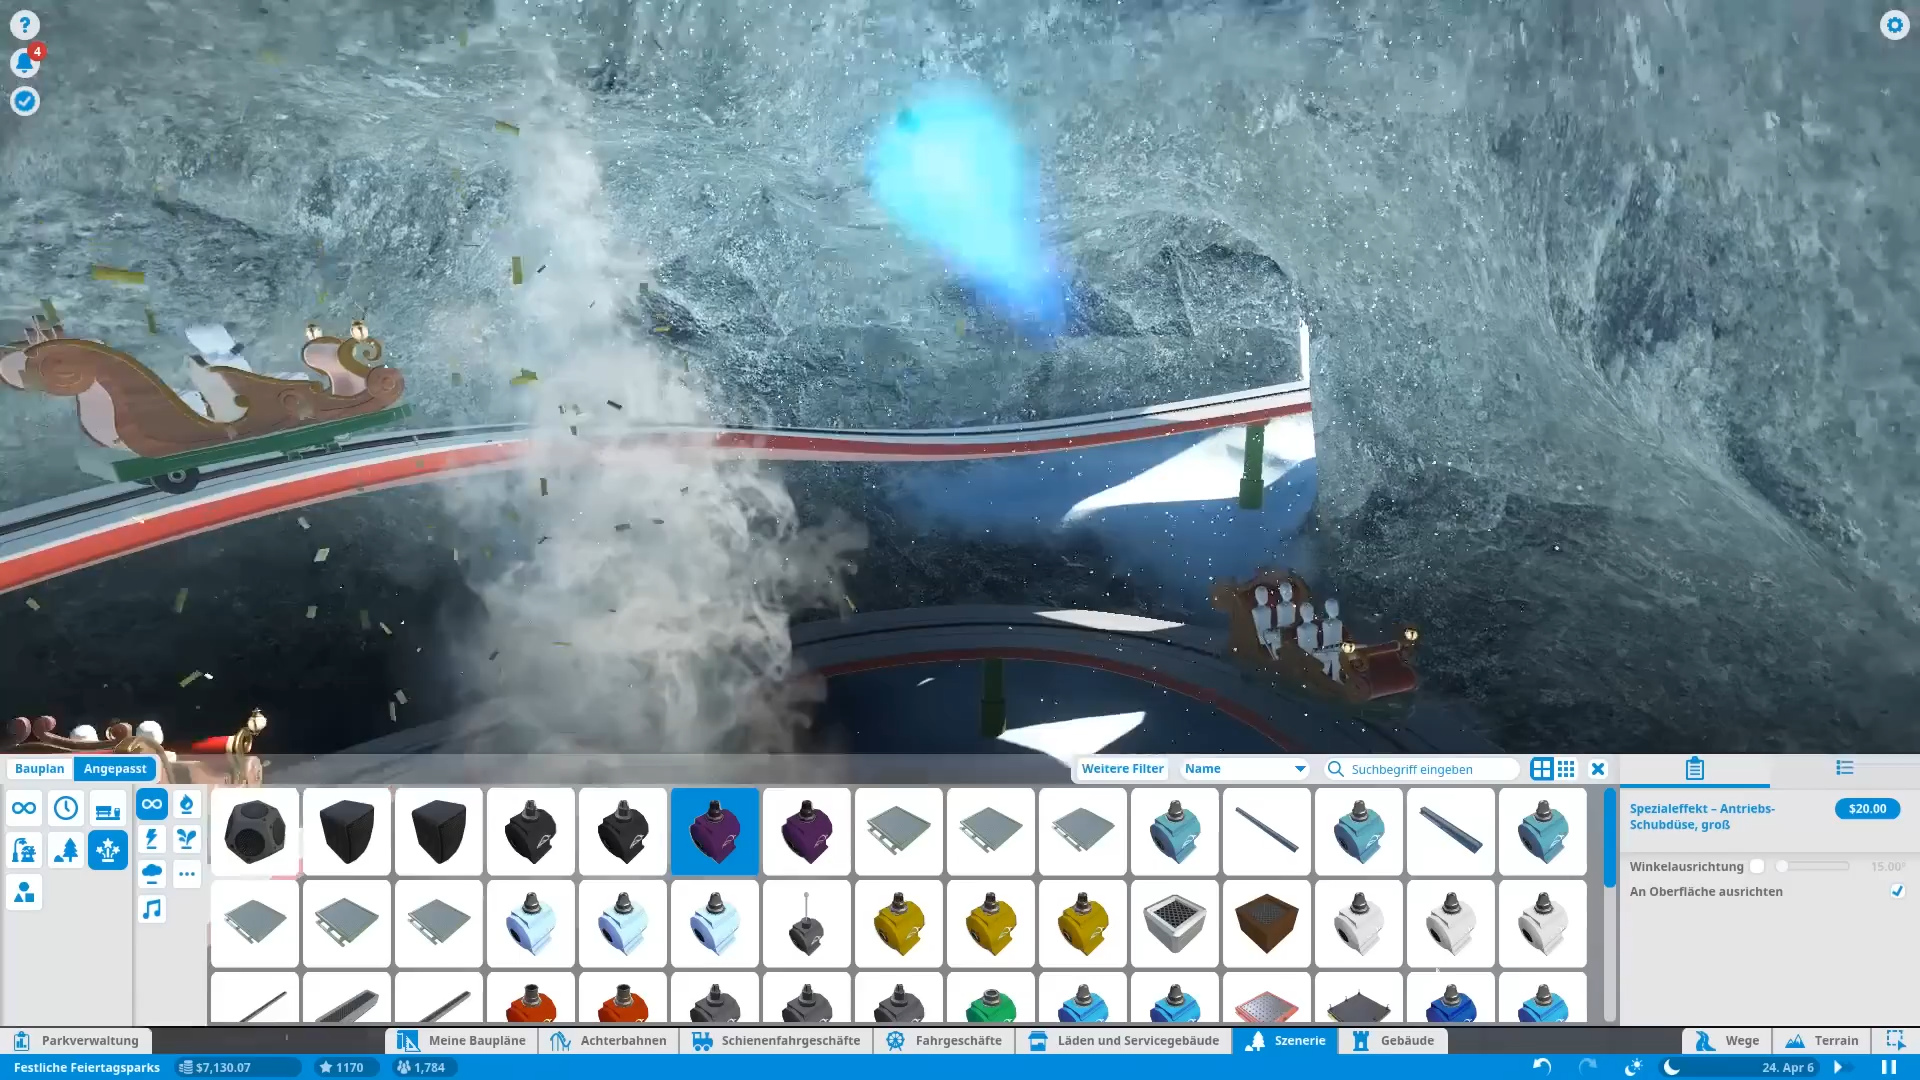 ?
4
Bauplan
Angepasst
Weitere Filter
Name
Suchbegriff eingeben
Spezialeffekt – Antriebs-
Schubdüse, groß
$20.00
Winkelausrichtung
15.00°
An Oberfläche ausrichten
Parkverwaltung
Meine Baupläne
Achterbahnen
Schienenfahrgeschäfte
Fahrgeschäfte
Läden und Servicegebäude
Szenerie
Gebäude
Wege
Terrain
Festliche Feiertagsparks
$7,130.07
1170
1,784
24. Apr 6